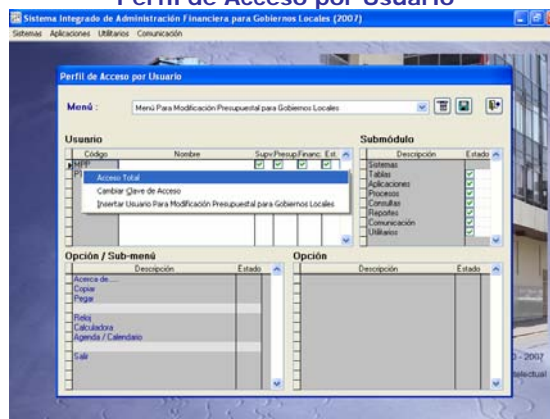 Perfil de Acceso por Usuario
Sistema Integrado de Administración Financiera para Gobiernos Locales (2007)
Sistemas Aplicaciones Utilitarios Comunicación
Perfil de Acceso por Usuario
Menú : Menú Para Modificación Presupuestal para Gobiernos Locales
Usuario
Submódulo
Código Nombre Superv Presup Financ. Est.
Descripción Estado
MPP
Sistemas
Tablas
Aplicaciones
Procesos
Consultas
Reportes
Comunicación
Utilitarios
Acceso Total
Cambiar Clave de Acceso
Insertar Usuario Para Modificación Presupuestal para Gobiernos Locales
Opción / Sub-menú
Opción
Descripción Estado
Descripción Estado
Acerca de.....
Copiar
Pegar
Reloj
Calculadora
Agenda / Calendario
Salir
- 2007